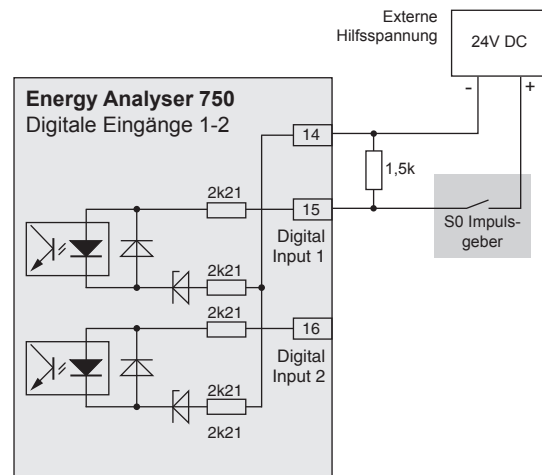 Externe
Hilfsspannung
24V DC
-
+
Energy Analyser 750
Digitale Eingänge 1-2
14
1,5k
2k21
15
S0 Impuls-
geber
Digital
Input 1
2k21
2k21
16
Digital
Input 2
2k21
2k21